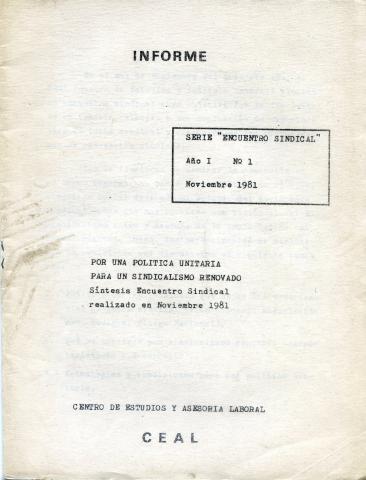 INFORME
SERIE "ENCUENTRO SINDICAL"
Año I Nº 1
Noviembre 1981
POR UNA POLITICA UNITARIA
PARA UN SINDICALISMO RENOVADO
Síntesis Encuentro Sindical
realizado en Noviembre 1981
CENTRO DE ESTUDIOS Y ASESORIA LABORAL
CEAL